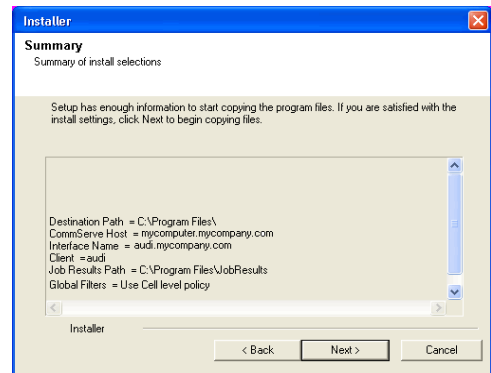 Installer
Summary
Summary of install selections
Setup has enough information to start copying the program files. If you are satisfied with the
install settings, click Next to begin copying files.
Destination Path = C:\Program Files\
CommServe Host = mycomputer.mycompany.com
Interface Name = audi.mycompany.com
Client =audi
Job Results Path = C:\Program Files\JobResults
Global Filters = Use Cell level policy
Installer
< Back Next > Cancel